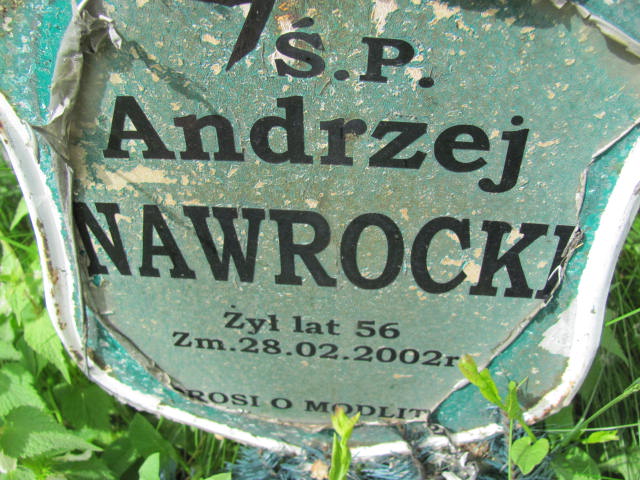 Ś.P.
Andrzej
NAWROCKI
Żył lat 56
Zm.28.02.2002r
ROSI O MODLIT